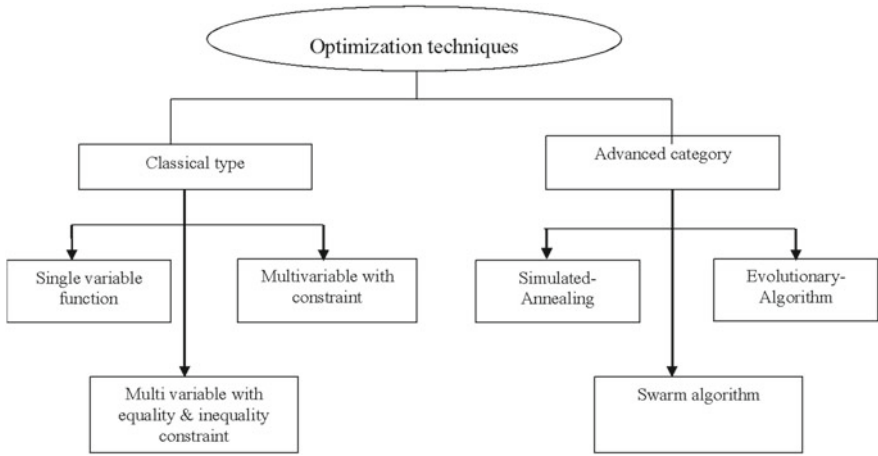 Optimization techniques
Classical type
Advanced category
Single variable
function
Multivariable with
constraint
Simulated-
Annealing
Evolutionary-
Algorithm
Multi variable with
equality & inequality
constraint
Swarm algorithm